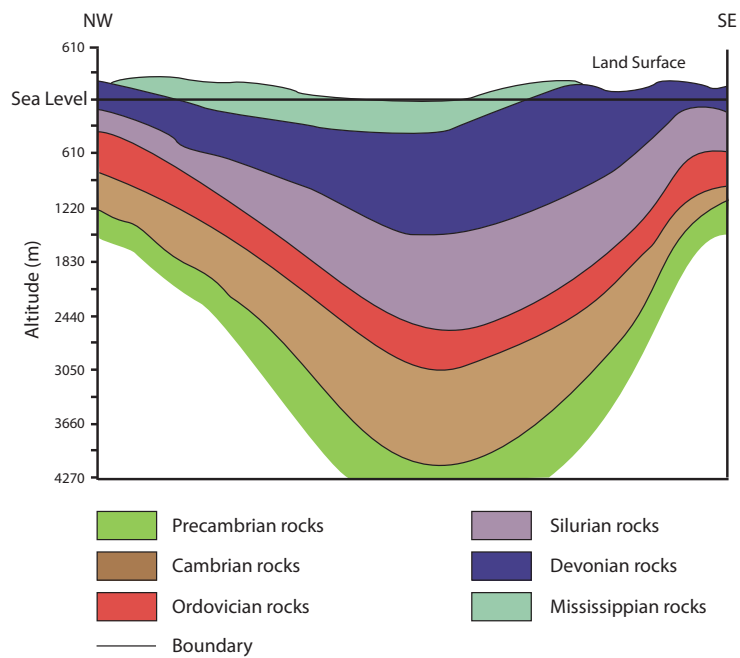 NW
SE
610
Land Surface
Sea Level
610
1220
1830
2440
3050
3660
4270
Altitude (m)
Precambrian rocks
Cambrian rocks
Ordovician rocks
Boundary
Silurian rocks
Devonian rocks
Mississippian rocks